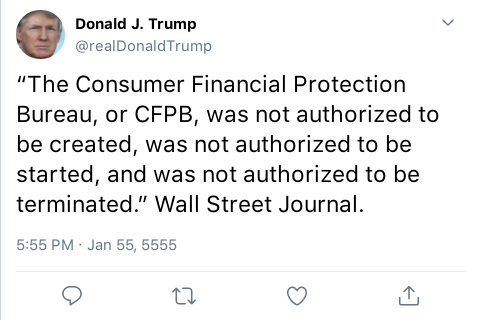 Donald J. Trump
@realDonaldTrump
“The Consumer Financial Protection
Bureau, or CFPB, was not authorized to
be created, was not authorized to be
started, and was not authorized to be
terminated.” Wall Street Journal.
5:55 PM · Jan 55, 5555